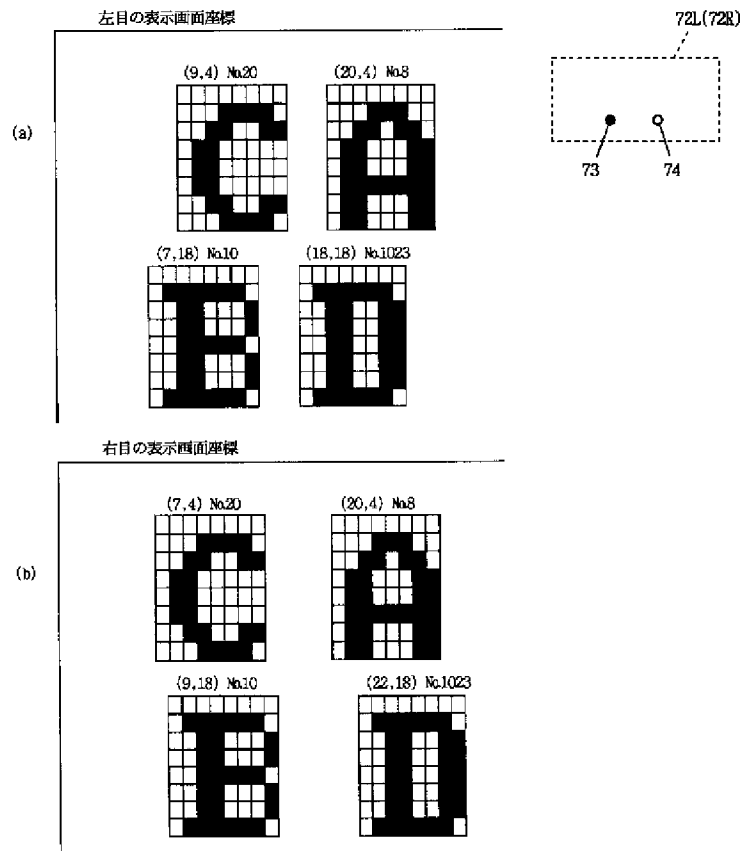 左目の表示画面座標
(a)
(9,4) No.20
(20,4) No.8
C
A
(7,18) No.10
(18,18) No.1023
B
D
72L(72R)
73
74
右目の表示画面座標
(b)
(7,4) No.20
(20,4) No.8
C
A
(9,18) No.10
(22,18) No.1023
B
D